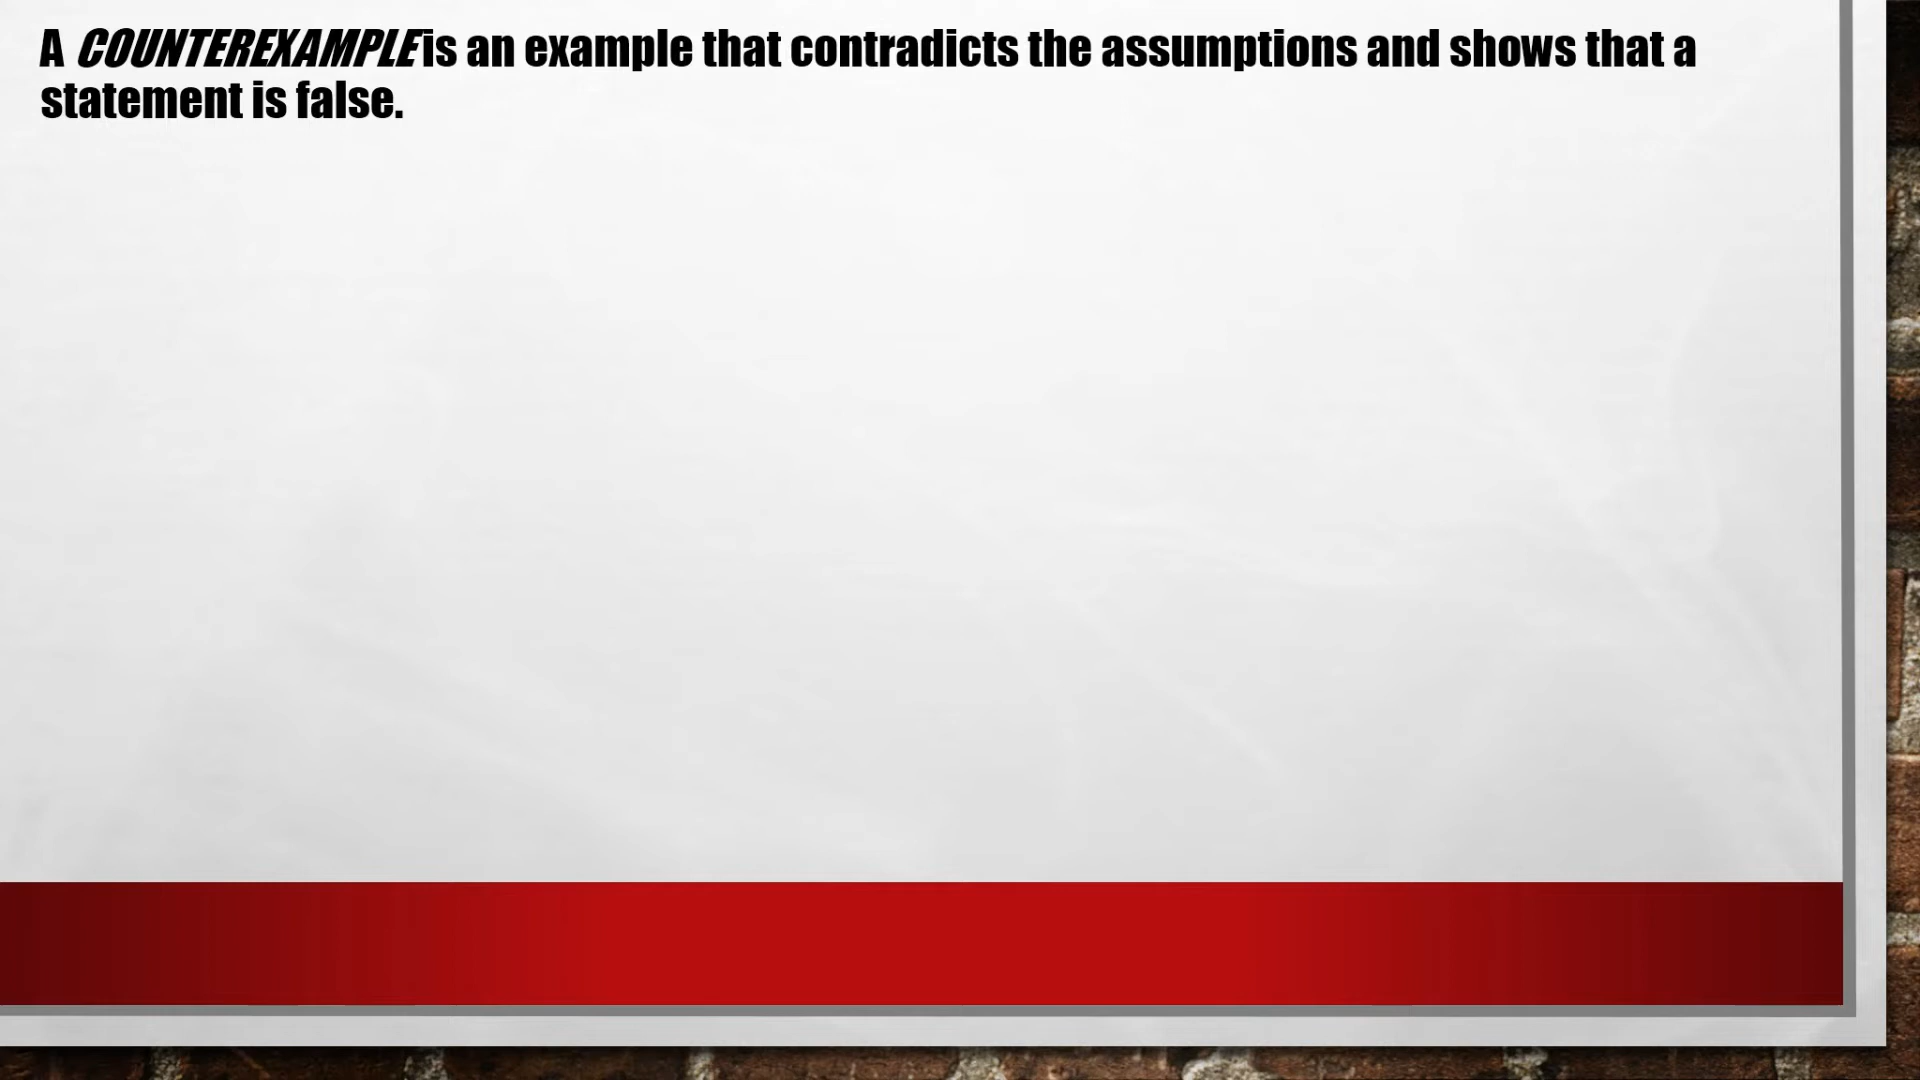 A COUNTEREXAMPLE is an example that contradicts the assumptions and shows that a
statement is false.